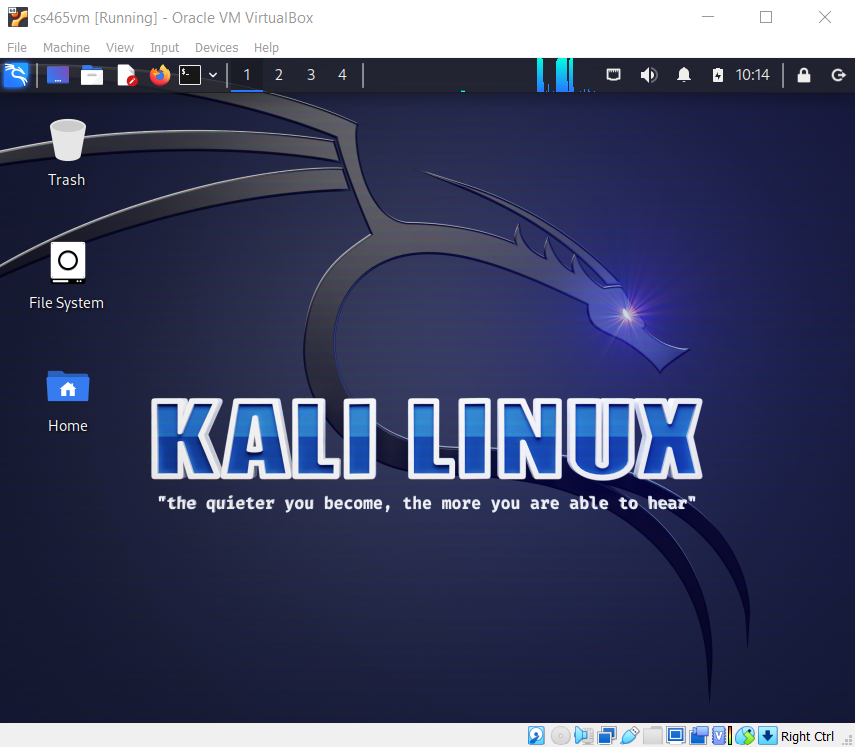 cs465vm [Running] - Oracle VM VirtualBox
File Machine View Input Devices Help
1 2 3 4 10:14
Trash
File System
Home
KALI LINUX
"the quieter you become, the more you are able to hear"
Right Ctrl